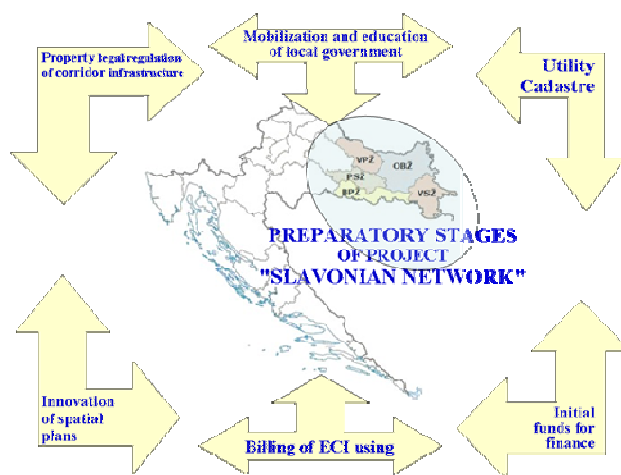 Property legal regulation
of corridor infrastructure
Mobilization and education
of local government
Utility
Cadastre
VPŽ
OBŽ
PSŽ
BPŽ
VSŽ
PREPARATORY STAGES
OF PROJECT
"SLAVONIAN NETWORK"
Innovation
of spatial
plans
Billing of ECI using
Initial
funds for
finance